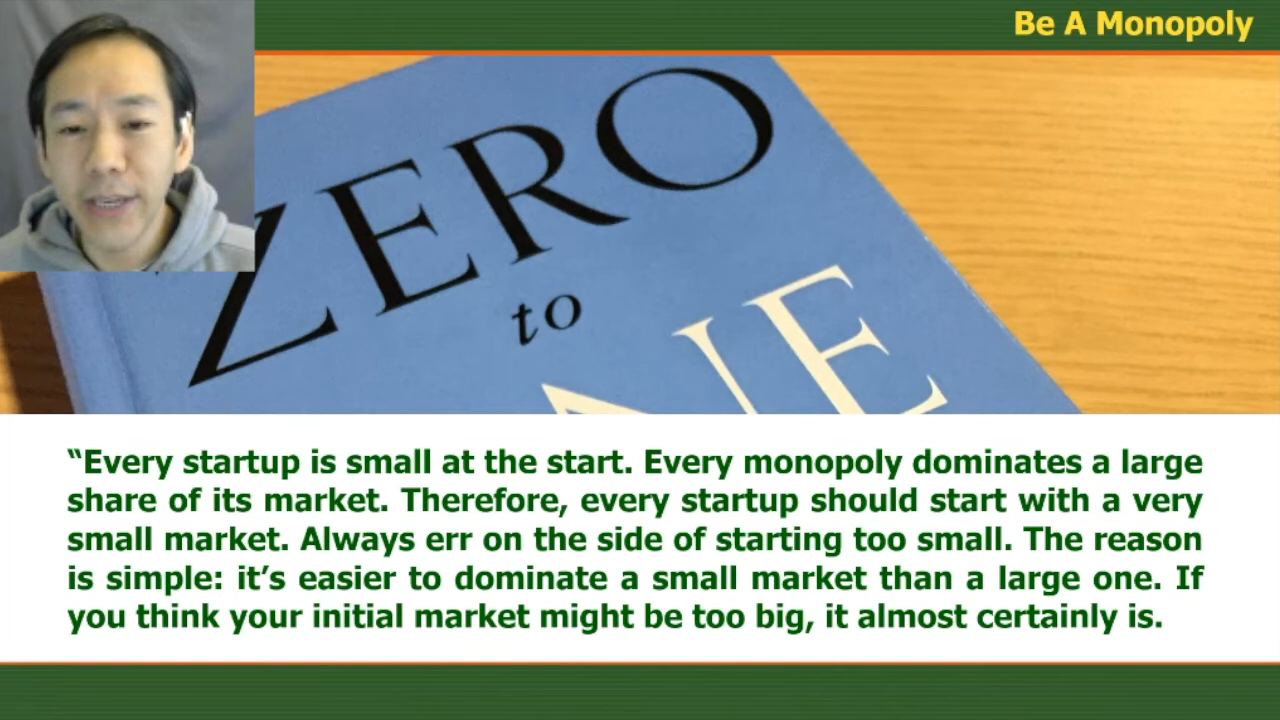 Be A Monopoly
ZERO
to
NE
“Every startup is small at the start. Every monopoly dominates a large
share of its market. Therefore, every startup should start with a very
small market. Always err on the side of starting too small. The reason
is simple: it’s easier to dominate a small market than a large one. If
you think your initial market might be too big, it almost certainly is.